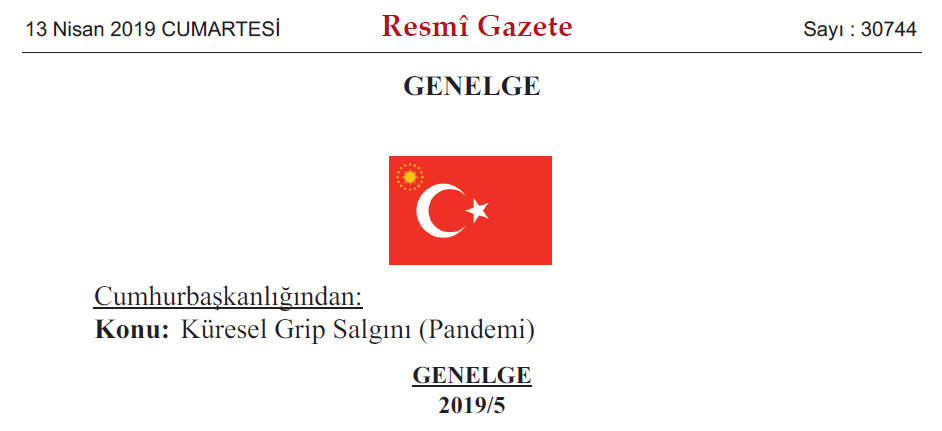 13 Nisan 2019 CUMARTESİ Resmî Gazete Sayı : 30744
GENELGE
Cumhurbaşkanlığından:
Konu: Küresel Grip Salgını (Pandemi)
GENELGE
2019/5